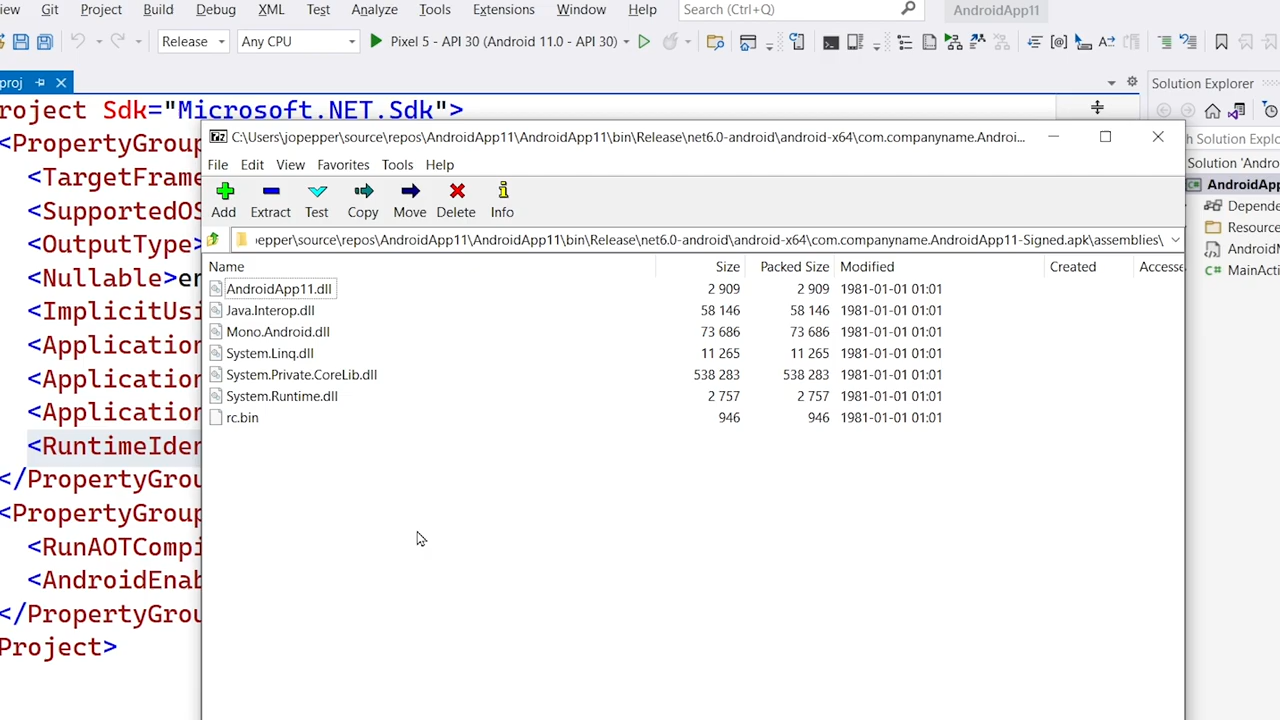 iew Git Project Build Debug XML Test Analyze Tools Extensions Window Help Search (Ctrl+Q) AndroidApp11
Release Any CPU Pixel 5 - API 30 (Android 11.0 - API 30)
proj Solution Explorer
roject Sdk="Microsoft.NET.Sdk">
<PropertyGroup
<TargetFrame
<SupportedOS
<OutputType>
<Nullable>en
<ImplicitUsi
<Application
<Application
<Application
<RuntimeIden
</PropertyGrou
<PropertyGroup
<RunAOTCompi
<AndroidEnab
</PropertyGrou
Project>
C:\Users\jopepper\source\repos\AndroidApp11\AndroidApp11\bin\Release\net6.0-android\android-x64\com.companyname.Androi...
File Edit View Favorites Tools Help
Add Extract Test Copy Move Delete Info
epper\source\repos\AndroidApp11\AndroidApp11\bin\Release\net6.0-android\android-x64\com.companyname.AndroidApp11-Signed.apk\assemblies\
Name Size Packed Size Modified Created Accesse
AndroidApp11.dll 2 909 2 909 1981-01-01 01:01
Java.Interop.dll 58 146 58 146 1981-01-01 01:01
Mono.Android.dll 73 686 73 686 1981-01-01 01:01
System.Linq.dll 11 265 11 265 1981-01-01 01:01
System.Private.CoreLib.dll 538 283 538 283 1981-01-01 01:01
System.Runtime.dll 2 757 2 757 1981-01-01 01:01
rc.bin 946 946 1981-01-01 01:01
h Solution Explo
Solution 'Andro
AndroidApp
Depende
Resource
AndroidM
MainActi